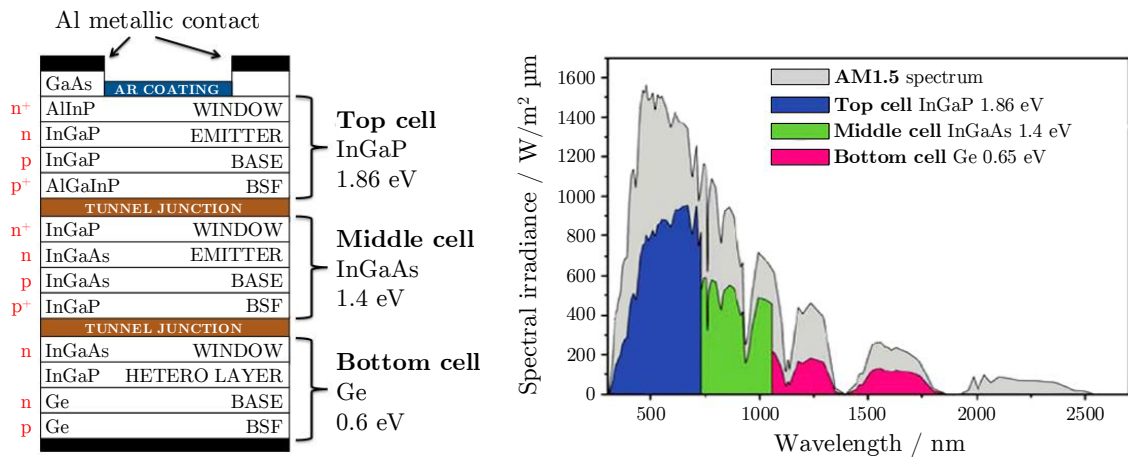 Al metallic contact
GaAs
AR COATING
n⁺ AlInP WINDOW
n InGaP EMITTER
p InGaP BASE
p⁺ AlGaInP BSF
Top cell
InGaP
1.86 eV
TUNNEL JUNCTION
n⁺ InGaP WINDOW
n InGaAs EMITTER
p InGaAs BASE
p⁺ InGaP BSF
Middle cell
InGaAs
1.4 eV
TUNNEL JUNCTION
n InGaAs WINDOW
InGaP HETERO LAYER
n Ge BASE
p Ge BSF
Bottom cell
Ge
0.6 eV
Spectral irradiance / W/m² µm
1600
1400
1200
1000
800
600
400
200
0
AM1.5 spectrum
Top cell InGaP 1.86 eV
Middle cell InGaAs 1.4 eV
Bottom cell Ge 0.65 eV
500 1000 1500 2000 2500
Wavelength / nm